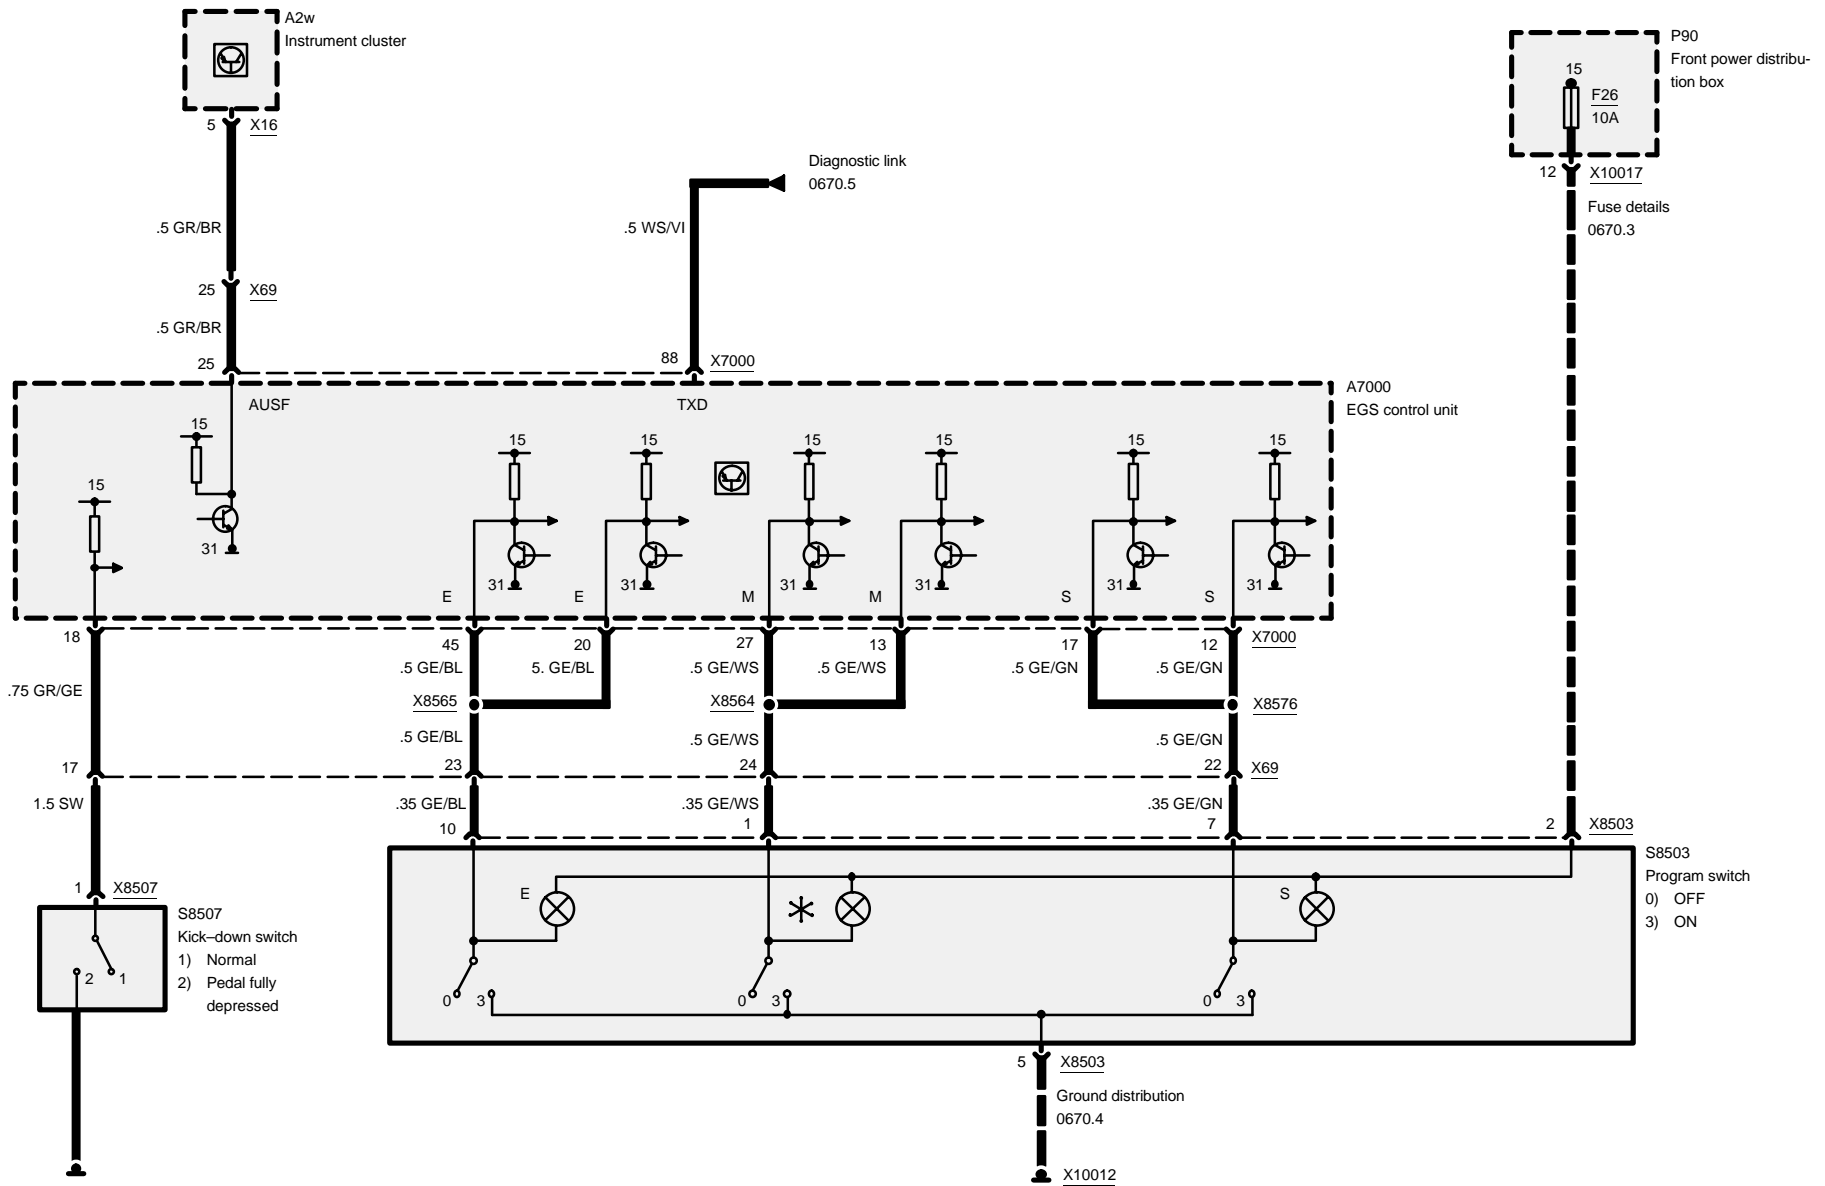 A2w
Instrument cluster
P90
Front power distribu-
tion box
15
F26
10A
5 X16
12 X10017
Diagnostic link
0670.5
Fuse details
0670.3
.5 GR/BR
.5 WS/VI
25 X69
.5 GR/BR
25
88 X7000
A7000
EGS control unit
AUSF
TXD
15
15
15
15
15
15
15
15
31
31
31
31
31
31
31
E
E
M
M
S
S
18
45
20
27
13
17
12
X7000
.5 GE/BL
5. GE/BL
.5 GE/WS
.5 GE/WS
.5 GE/GN
.5 GE/GN
.75 GR/GE
X8565
X8564
X8576
.5 GE/BL
.5 GE/WS
.5 GE/GN
17
23
24
22
X69
1.5 SW
.35 GE/BL
.35 GE/WS
.35 GE/GN
10
1
7
2
X8503
S8503
Program switch
0) OFF
3) ON
1 X8507
S8507
Kick–down switch
1) Normal
2) Pedal fully
depressed
2 1
E
S
0 3
0 3
0 3
5 X8503
Ground distribution
0670.4
X10012